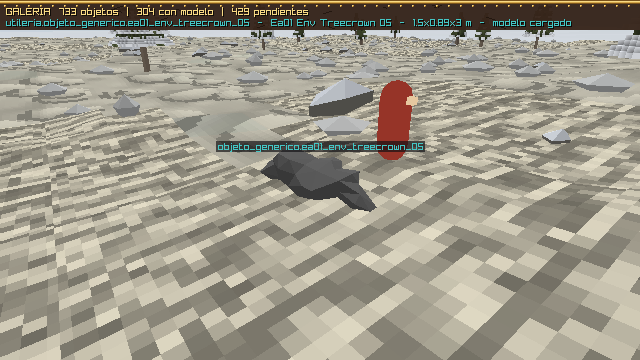 GALERIA  733 objetos | 304 con modelo | 429 pendientes
utileria.objeto_generico.ea01_env_treecrown_05  -  Ea01 Env Treecrown 05  -  1.5x0.89x3 m  -  modelo cargado
objeto_generico.ea01_env_treecrown_05